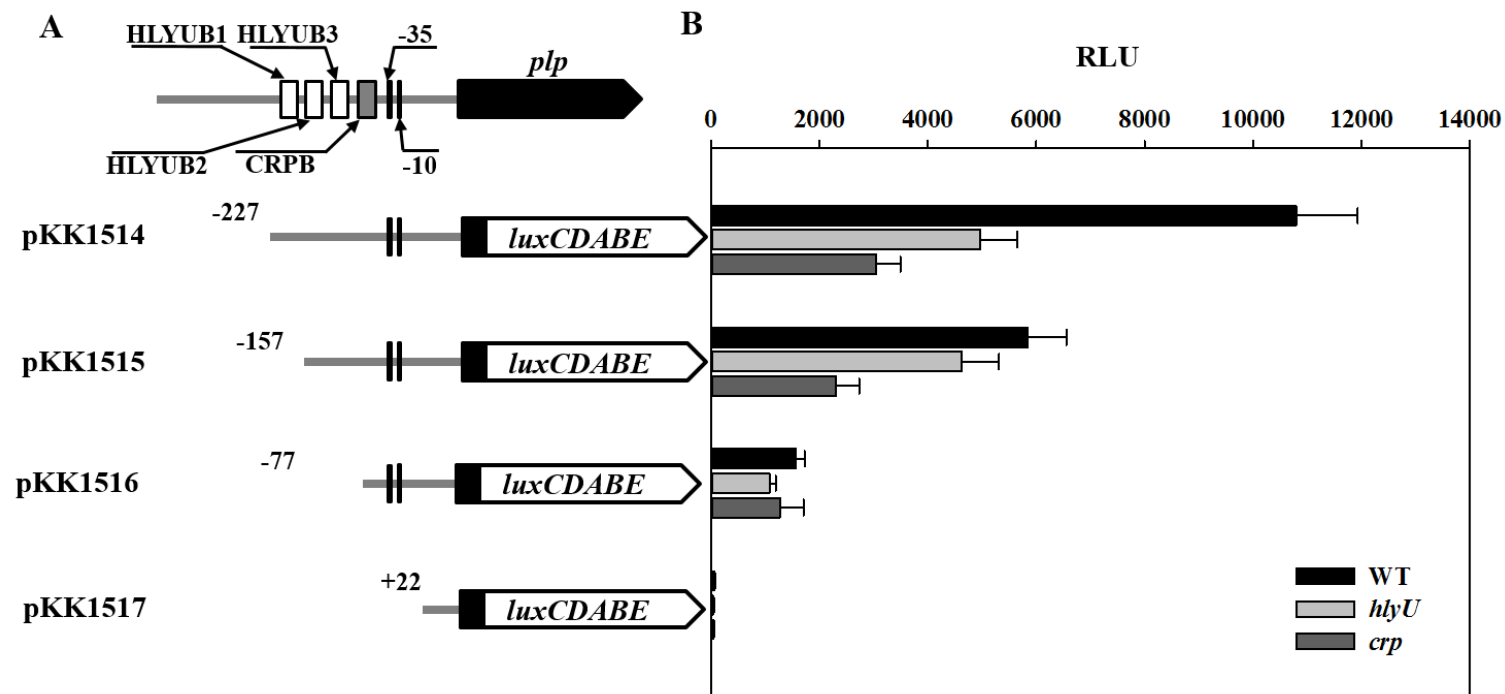 A
HLYUB1 HLYUB3 -35
plp
HLYUB2 CRPB -10
B
RLU
0 2000 4000 6000 8000 10000 12000 14000
-227
pKK1514 luxCDABE
-157
pKK1515 luxCDABE
-77
pKK1516 luxCDABE
+22
pKK1517 luxCDABE
WT
hlyU
crp